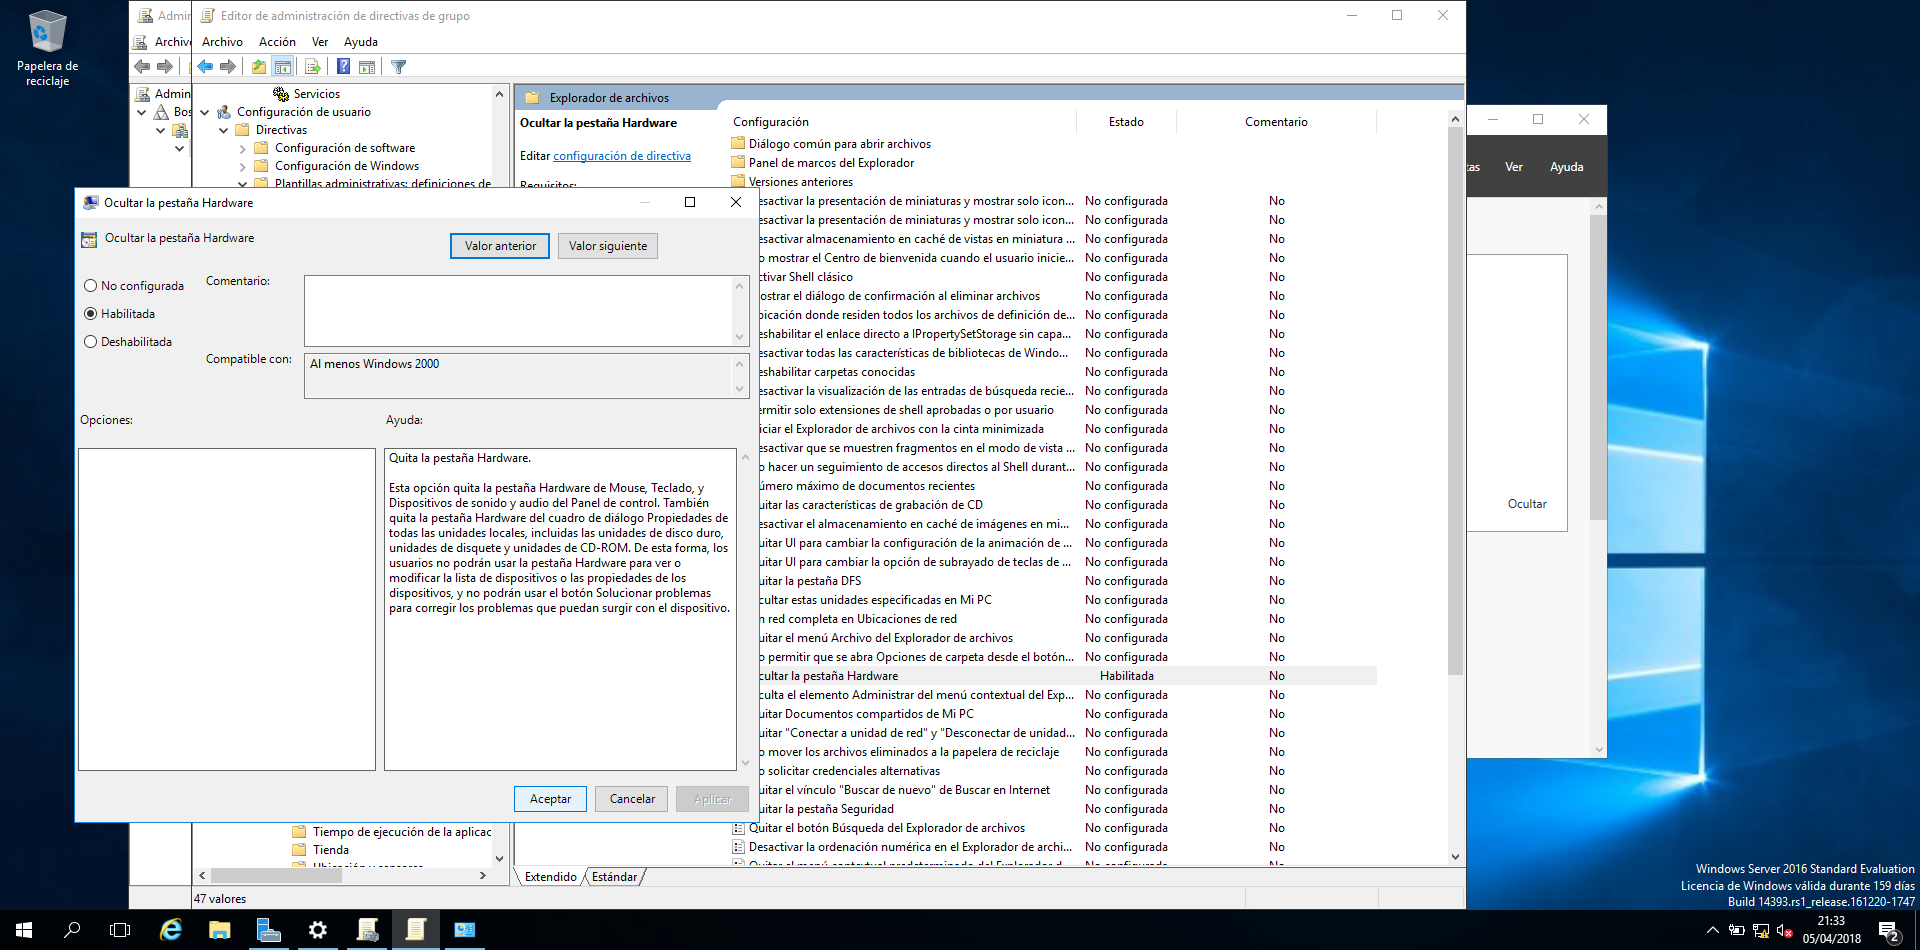 Papelera de
reciclaje
Admin
Archivo
Admin
Bos
Editor de administración de directivas de grupo
Archivo Acción Ver Ayuda
Servicios
Configuración de usuario
Directivas
Configuración de software
Configuración de Windows
Plantillas administrativas: definiciones de
Tiempo de ejecución de la aplicac
Tienda
Ubicación y sensores
Explorador de archivos
Ocultar la pestaña Hardware
Editar configuración de directiva
Requisitos:
Configuración Estado Comentario
Diálogo común para abrir archivos
Panel de marcos del Explorador
Versiones anteriores
esactivar la presentación de miniaturas y mostrar solo icon... No configurada No
esactivar la presentación de miniaturas y mostrar solo icon... No configurada No
esactivar almacenamiento en caché de vistas en miniatura ... No configurada No
o mostrar el Centro de bienvenida cuando el usuario inicie... No configurada No
ctivar Shell clásico No configurada No
ostrar el diálogo de confirmación al eliminar archivos No configurada No
bicación donde residen todos los archivos de definición de... No configurada No
eshabilitar el enlace directo a IPropertySetStorage sin capa... No configurada No
esactivar todas las características de bibliotecas de Windo... No configurada No
eshabilitar carpetas conocidas No configurada No
esactivar la visualización de las entradas de búsqueda recie... No configurada No
ermitir solo extensiones de shell aprobadas o por usuario No configurada No
iciar el Explorador de archivos con la cinta minimizada No configurada No
esactivar que se muestren fragmentos en el modo de vista ... No configurada No
o hacer un seguimiento de accesos directos al Shell durant... No configurada No
úmero máximo de documentos recientes No configurada No
uitar las características de grabación de CD No configurada No
esactivar el almacenamiento en caché de imágenes en mi... No configurada No
uitar UI para cambiar la configuración de la animación de ... No configurada No
uitar UI para cambiar la opción de subrayado de teclas de ... No configurada No
uitar la pestaña DFS No configurada No
cultar estas unidades especificadas en Mi PC No configurada No
n red completa en Ubicaciones de red No configurada No
uitar el menú Archivo del Explorador de archivos No configurada No
o permitir que se abra Opciones de carpeta desde el botón... No configurada No
cultar la pestaña Hardware Habilitada No
culta el elemento Administrar del menú contextual del Exp... No configurada No
uitar Documentos compartidos de Mi PC No configurada No
uitar "Conectar a unidad de red" y "Desconectar de unidad... No configurada No
o mover los archivos eliminados a la papelera de reciclaje No configurada No
o solicitar credenciales alternativas No configurada No
uitar el vínculo "Buscar de nuevo" de Buscar en Internet No configurada No
uitar la pestaña Seguridad No configurada No
Quitar el botón Búsqueda del Explorador de archivos No configurada No
Desactivar la ordenación numérica en el Explorador de archi... No configurada No
Quitar el menú contextual predeterminado del Explorador d... No configurada No
Extendido Estándar
47 valores
Ocultar la pestaña Hardware
Ocultar la pestaña Hardware
Valor anterior Valor siguiente
No configurada
Habilitada
Deshabilitada
Comentario:
Compatible con:
Al menos Windows 2000
Opciones: Ayuda:
Quita la pestaña Hardware.
Esta opción quita la pestaña Hardware de Mouse, Teclado, y
Dispositivos de sonido y audio del Panel de control. También
quita la pestaña Hardware del cuadro de diálogo Propiedades de
todas las unidades locales, incluidas las unidades de disco duro,
unidades de disquete y unidades de CD-ROM. De esta forma, los
usuarios no podrán usar la pestaña Hardware para ver o
modificar la lista de dispositivos o las propiedades de los
dispositivos, y no podrán usar el botón Solucionar problemas
para corregir los problemas que puedan surgir con el dispositivo.
Aceptar Cancelar Aplicar
as Ver Ayuda
Ocultar
Windows Server 2016 Standard Evaluation
Licencia de Windows válida durante 159 días
Build 14393.rs1_release.161220-1747
21:33
05/04/2018
2